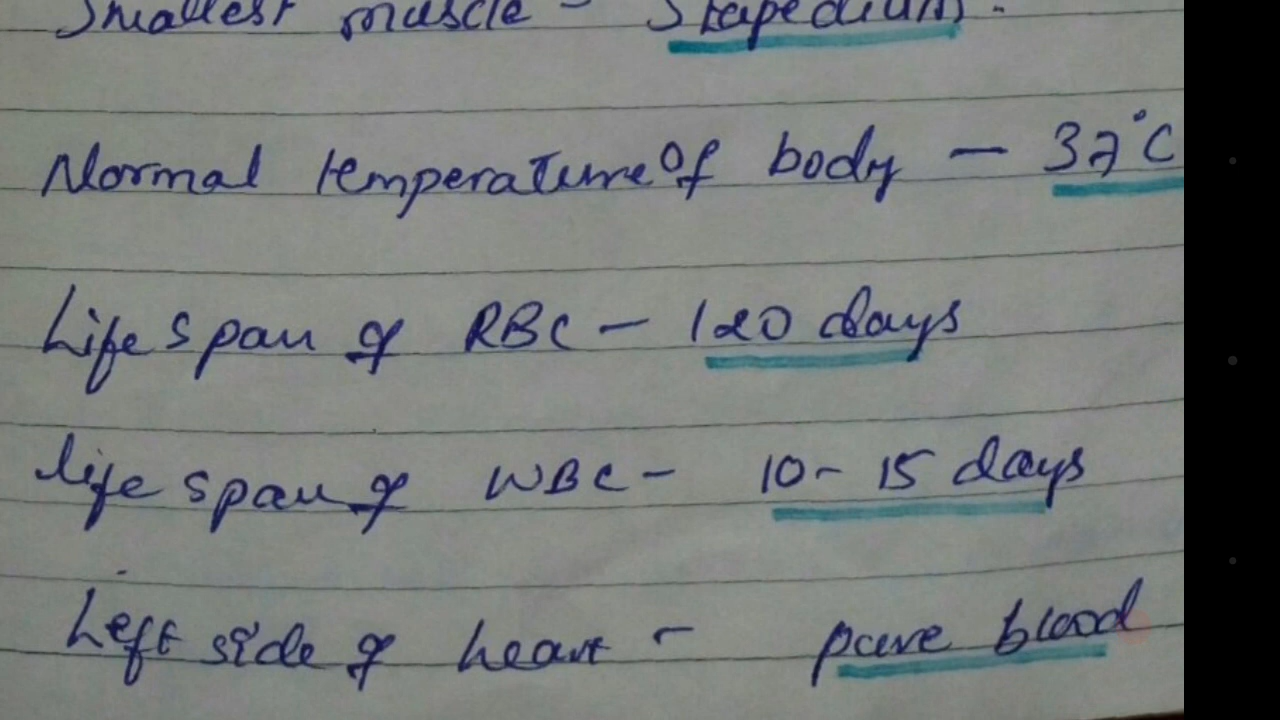 Smallest muscle - Stapedium.
Normal temperature of body - 37°C
Life span of RBC - 120 days
life span of WBC - 10-15 days
Left side of heart - pure blood